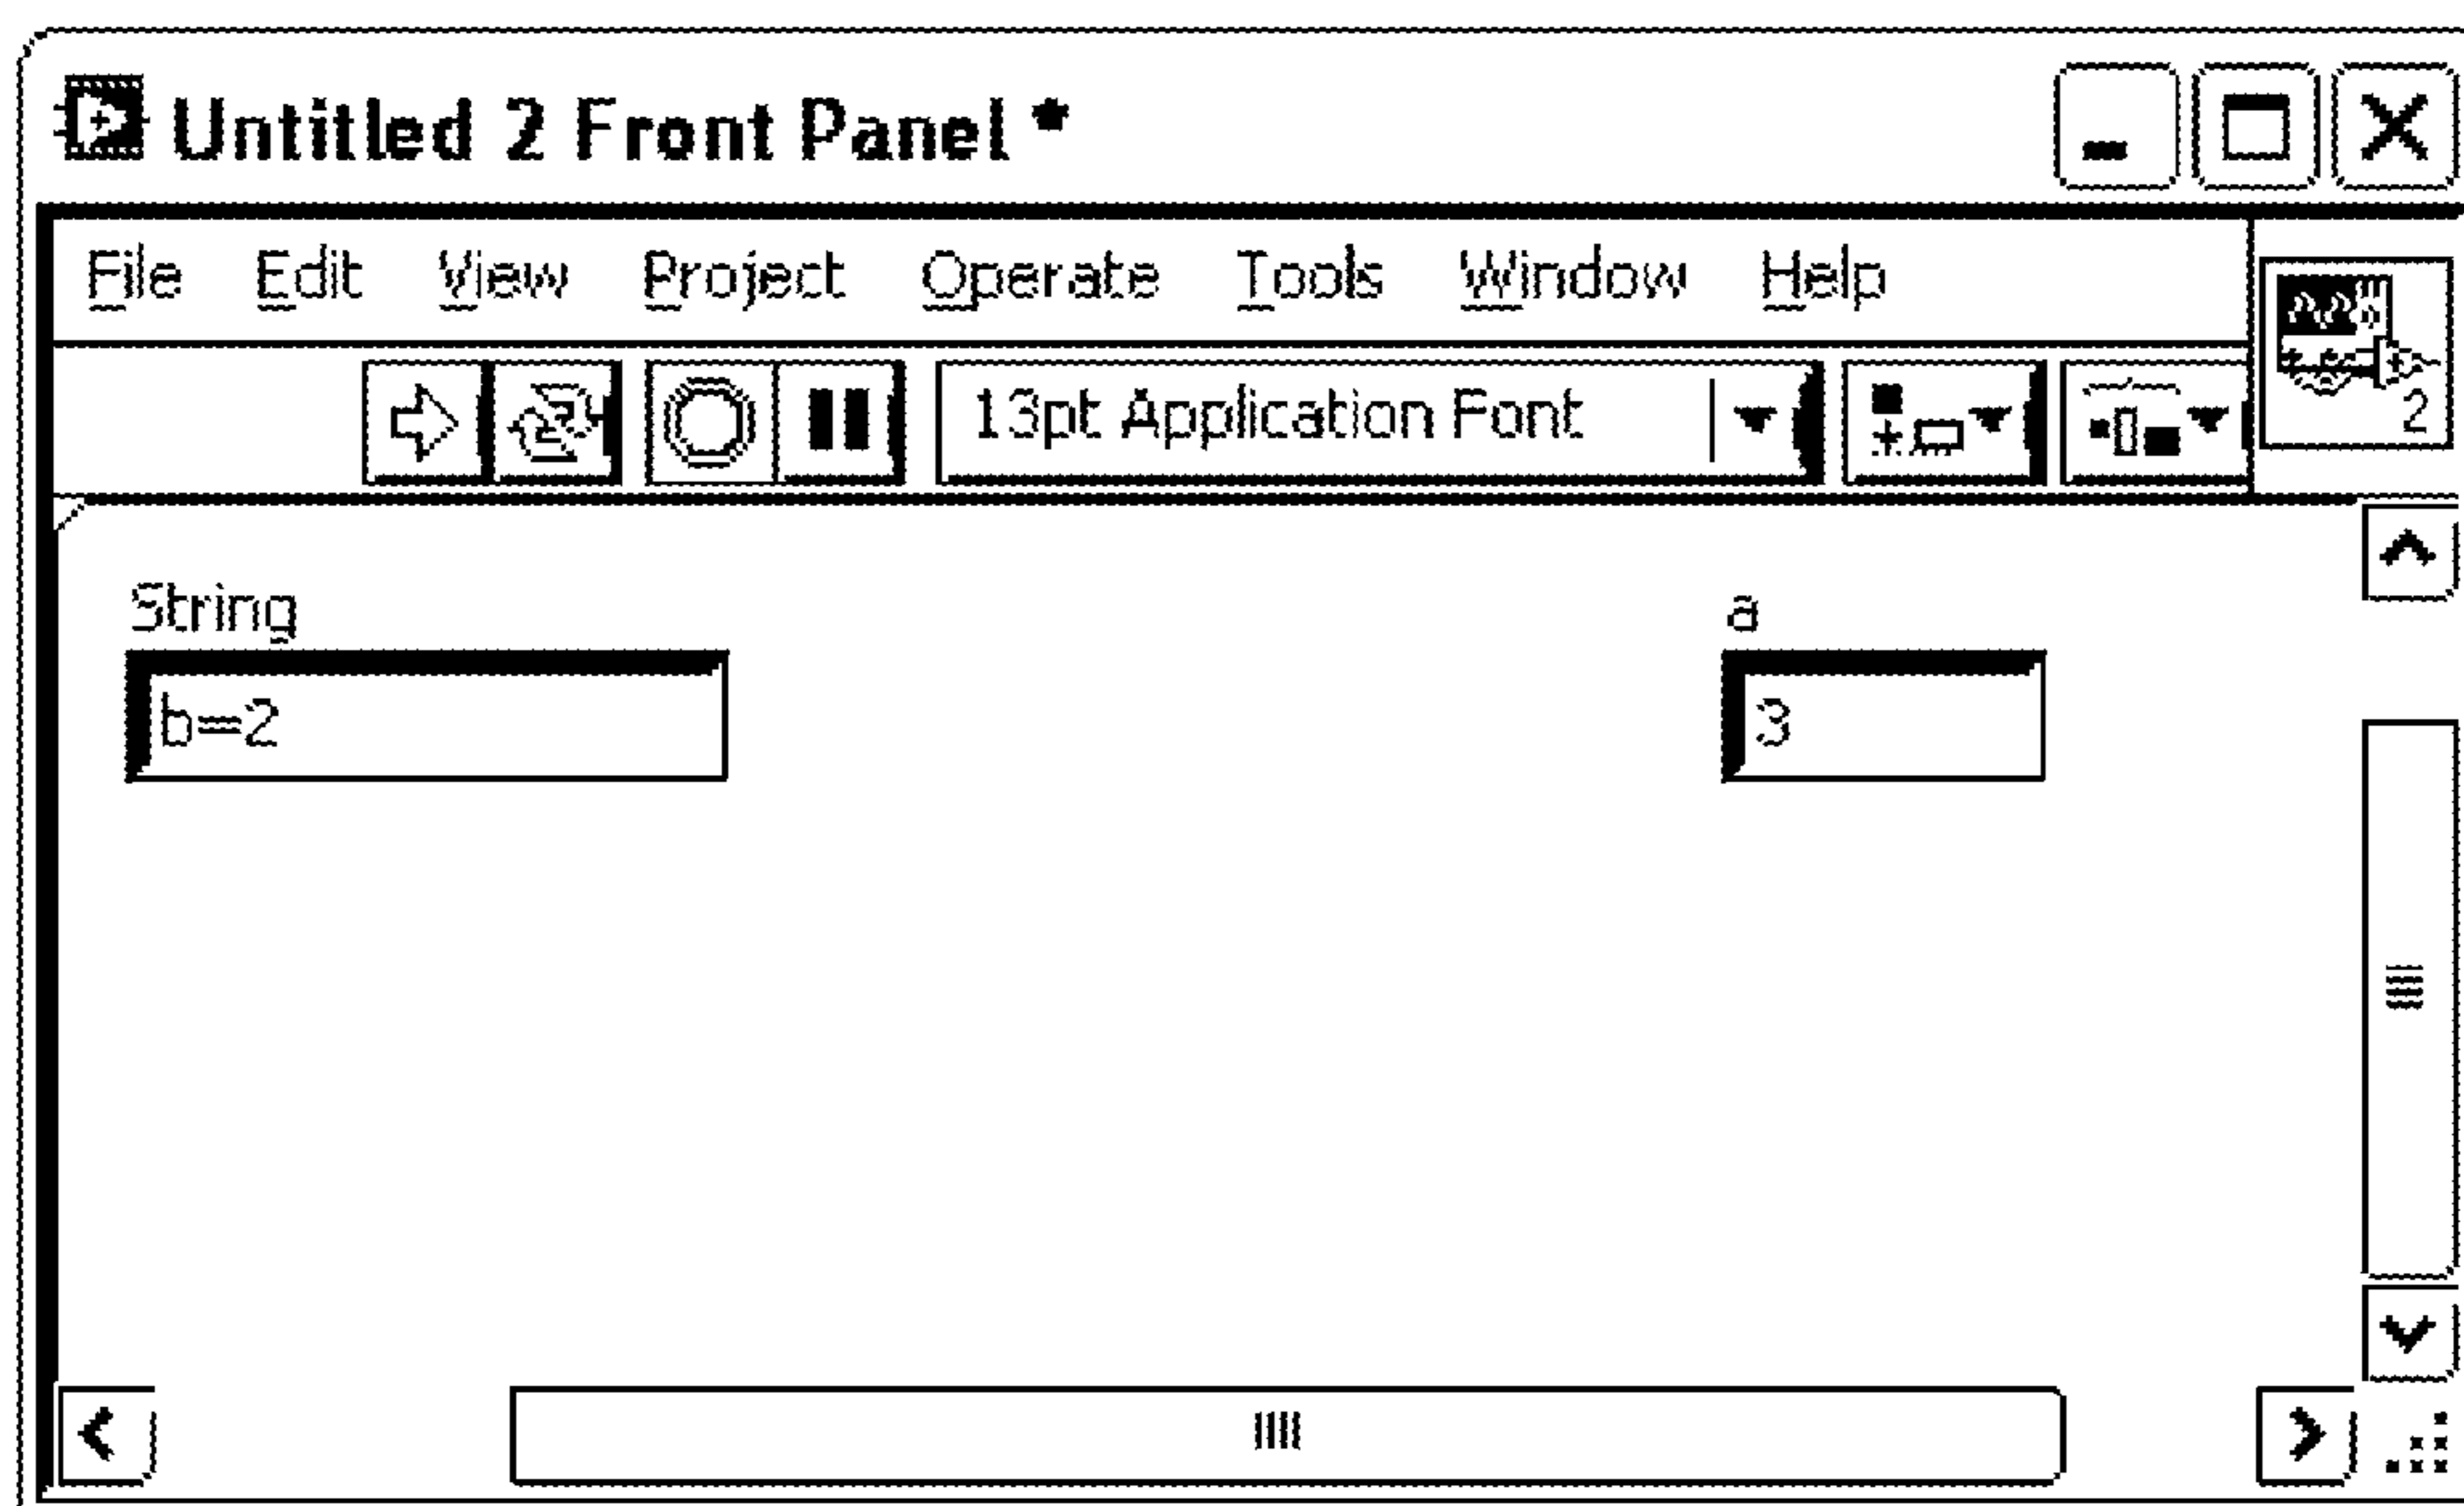 Untitled 2 Front Panel *
File Edit View Project Operate Tools Window Help
13pt Application Font
2
String a
b=2 3